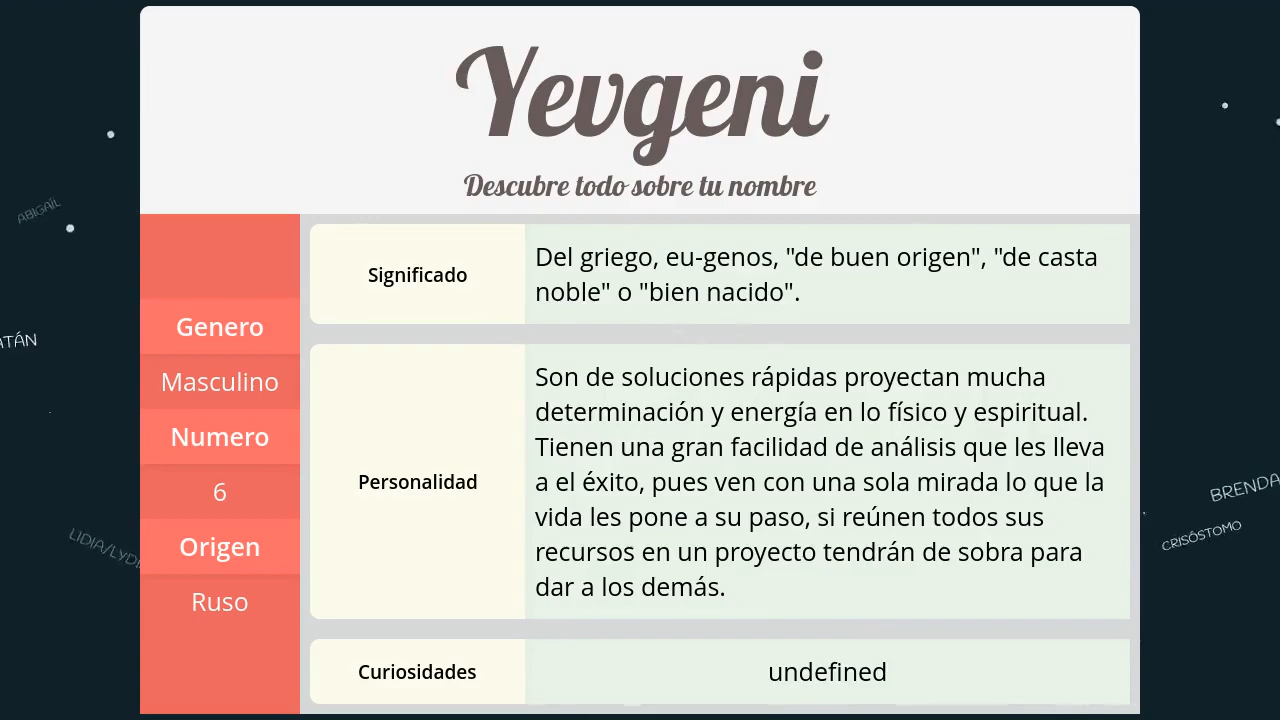 Yevgeni
Descubre todo sobre tu nombre
Genero
Masculino
Numero
6
Origen
Ruso
Significado
Del griego, eu-genos, "de buen origen", "de casta
noble" o "bien nacido".
Personalidad
Son de soluciones rápidas proyectan mucha
determinación y energía en lo físico y espiritual.
Tienen una gran facilidad de análisis que les lleva
a el éxito, pues ven con una sola mirada lo que la
vida les pone a su paso, si reúnen todos sus
recursos en un proyecto tendrán de sobra para
dar a los demás.
Curiosidades
undefined
ABIGAÍL
ATÁN
LIDIA/LYDI
BRENDA
CRISÓSTOMO